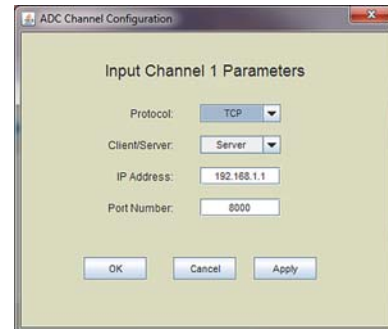 ADC Channel Configuration
Input Channel 1 Parameters
Protocol: TCP
Client/Server: Server
IP Address: 192.168.1.1
Port Number: 8000
OK Cancel Apply